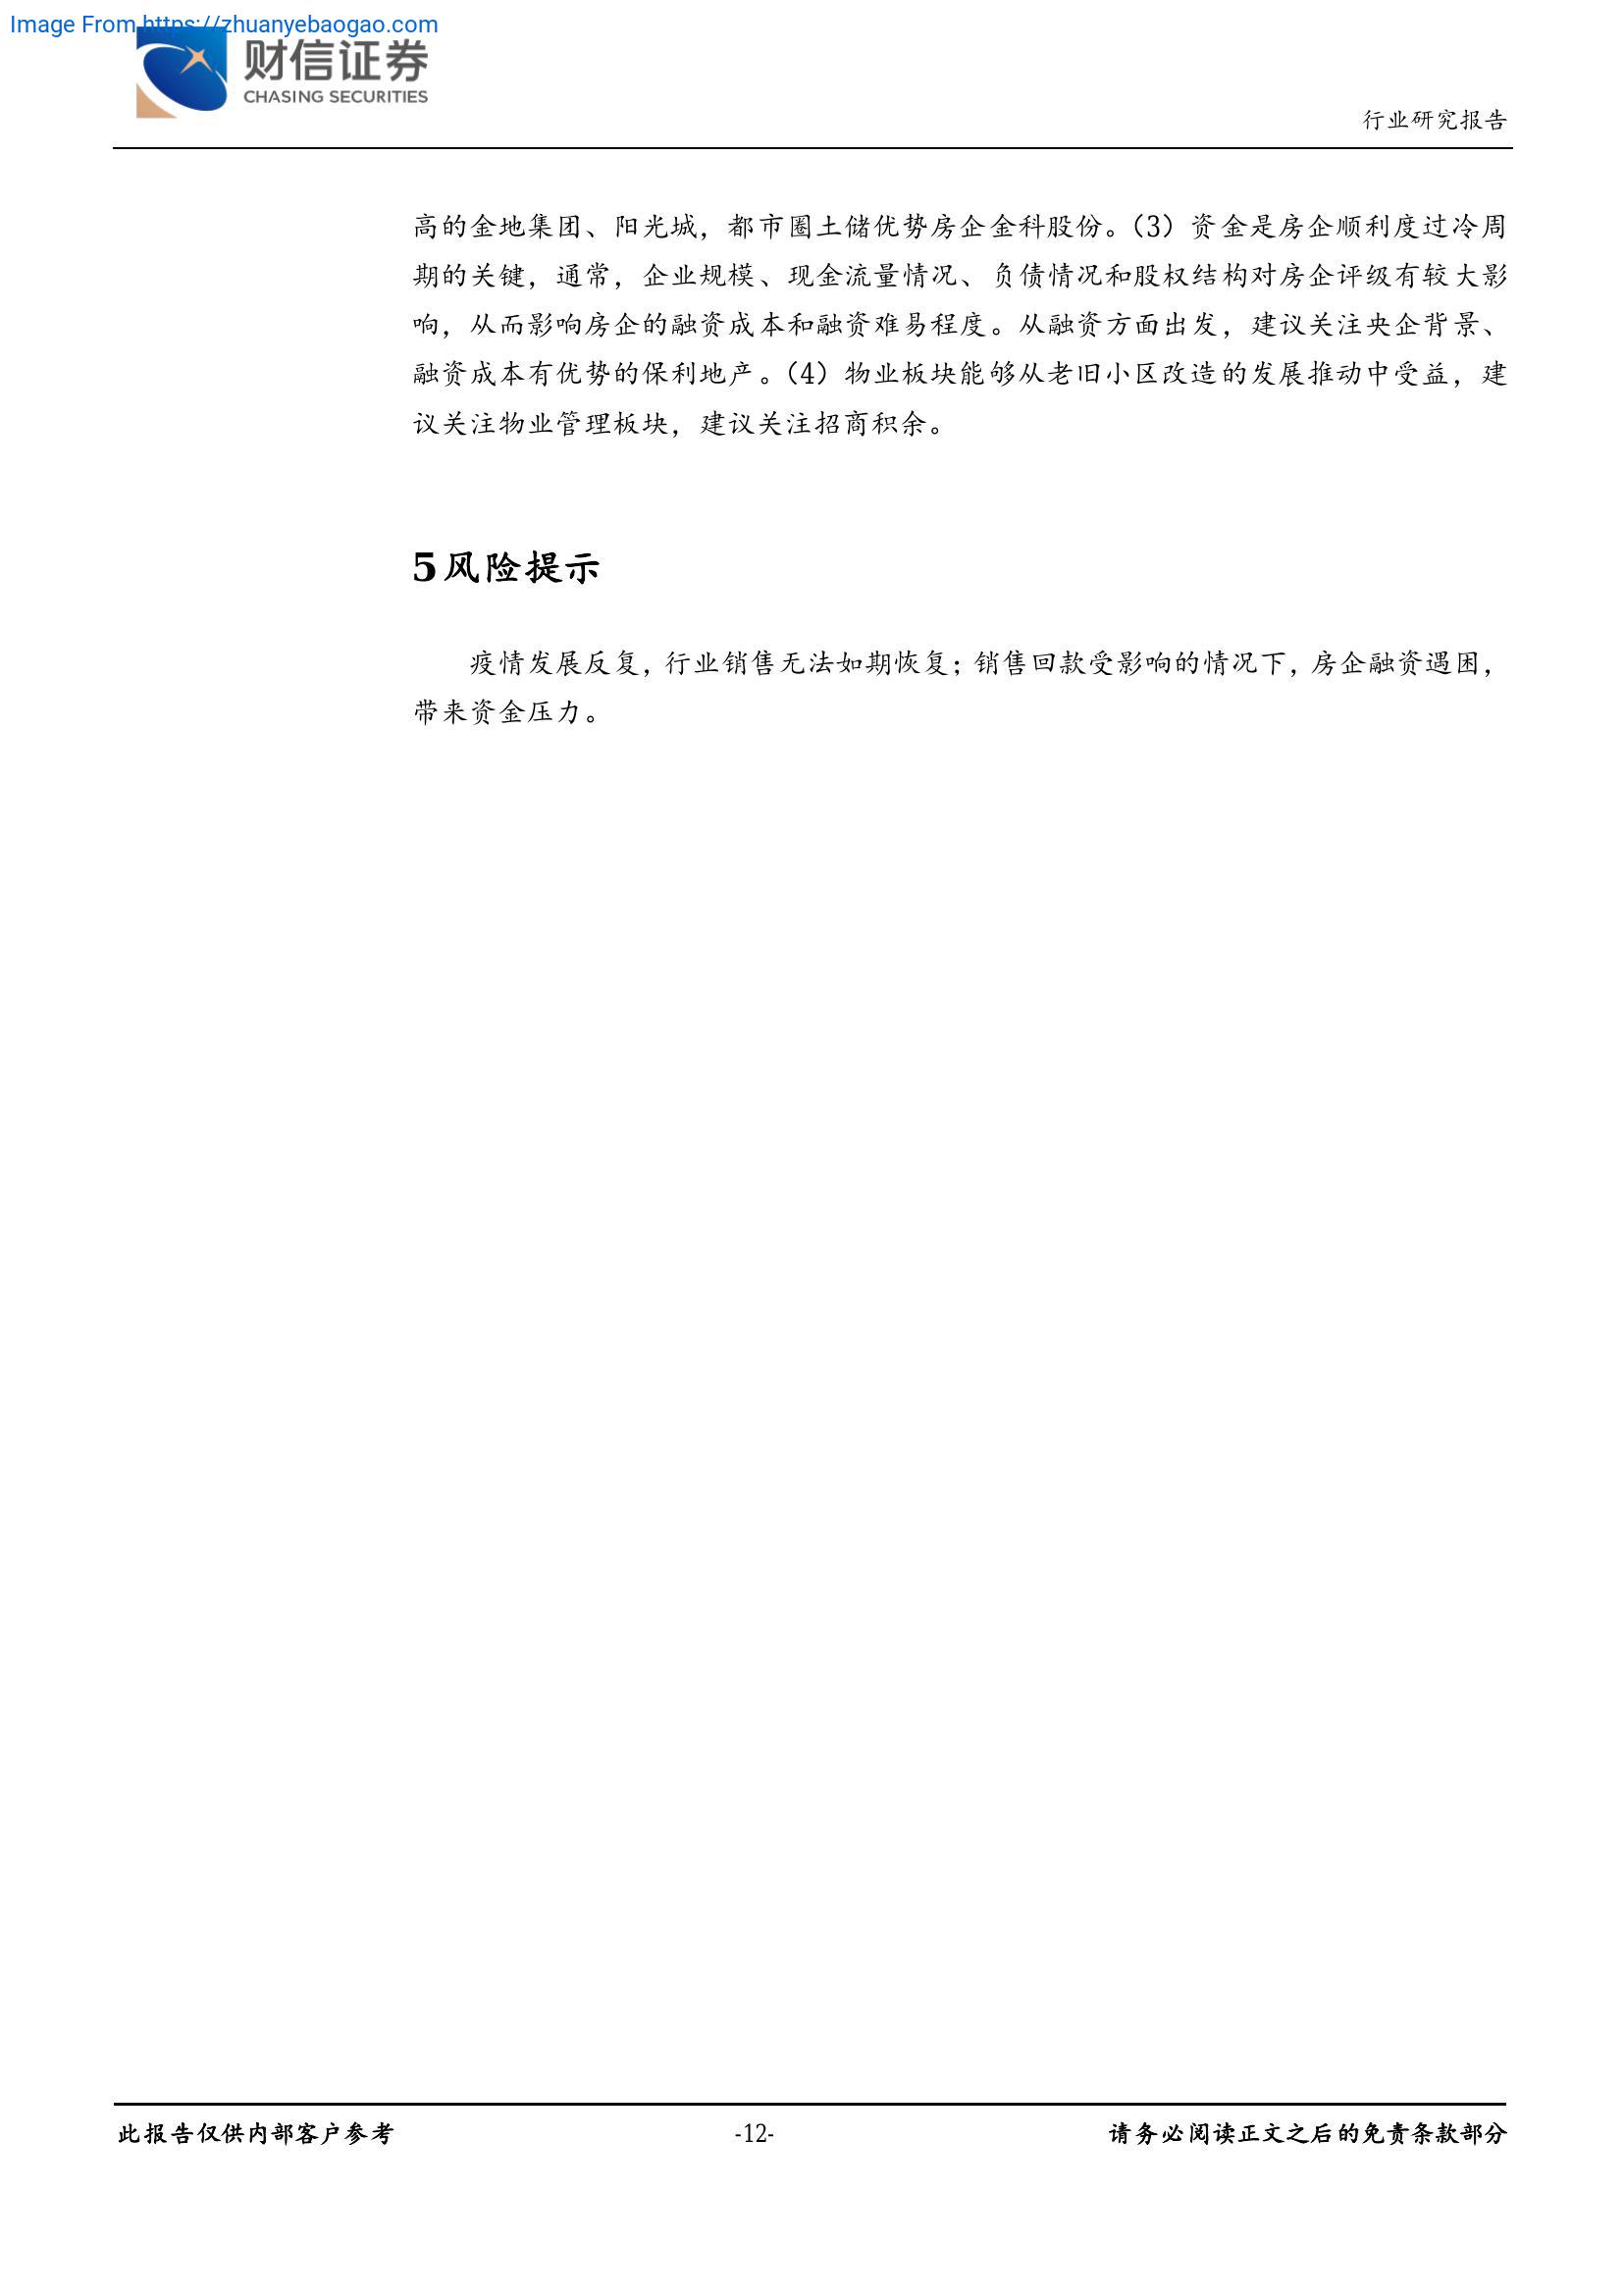 Image From https://zhuanyebaogao.com
财信证券
CHASING SECURITIES
行业研究报告
高的金地集团、阳光城，都市圈土储优势房企金科股份。（3）资金是房企顺利度过冷周
期的关键，通常，企业规模、现金流量情况、负债情况和股权结构对房企评级有较大影
响，从而影响房企的融资成本和融资难易程度。从融资方面出发，建议关注央企背景、
融资成本有优势的保利地产。（4）物业板块能够从老旧小区改造的发展推动中受益，建
议关注物业管理板块，建议关注招商积余。
5 风险提示
疫情发展反复，行业销售无法如期恢复；销售回款受影响的情况下，房企融资遇困，
带来资金压力。
此报告仅供内部客户参考
-12-
请务必阅读正文之后的免责条款部分